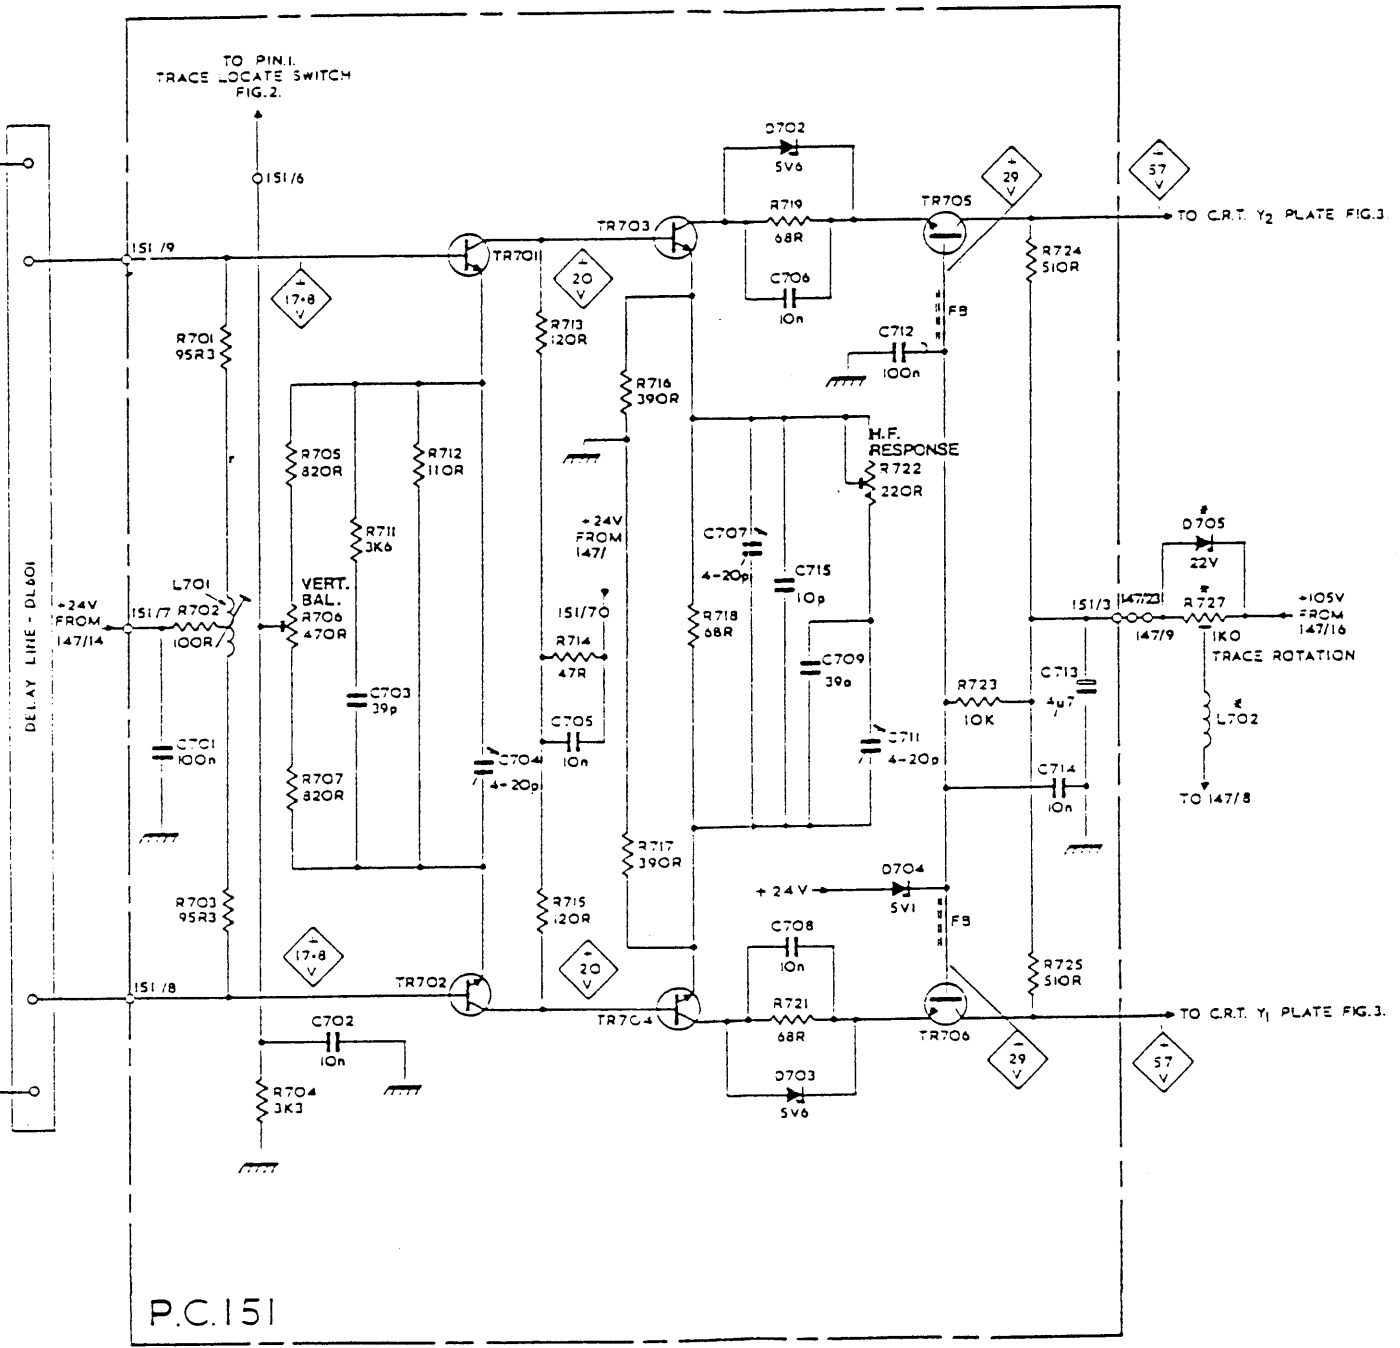 TO PIN.1.
TRACE LOCATE SWITCH
FIG.2.
151/6
D702
5V6
+
29
V
+
57
V
R719
68R
TR705
TO C.R.T. Y2 PLATE FIG.3.
TR703
151/9
TR701
+
17·8
V
+
20
V
C706
10n
R724
510R
FB
R701
95R3
R713
120R
C712
100n
R716
390R
H.F.
RESPONSE
R722
220R
R705
820R
R712
110R
R711
3K6
+24V
FROM
147/
C707
4-20p
C715
10p
D705
22V
L701
VERT.
BAL.
R706
470R
+24V
FROM
147/14
151/7
R702
100R
151/7
R714
47R
R718
68R
151/3
147/23
147/9
R727
1K0
+105V
FROM
147/16
TRACE ROTATION
DELAY LINE - DL601
C703
39p
C709
39p
R723
10K
C713
4µ7
L702
C701
100n
C705
10n
C704
4-20p
C711
4-20p
R707
820R
C714
10n
TO 147/8
R717
390R
D704
5V1
+24V
FB
R703
95R3
R715
120R
C708
10n
+
17·8
V
+
20
V
R725
510R
151/8
TR702
TR704
R721
68R
TR706
TO C.R.T. Y1 PLATE FIG.3.
C702
10n
+
29
V
+
57
V
D703
5V6
R704
3K3
P.C.151